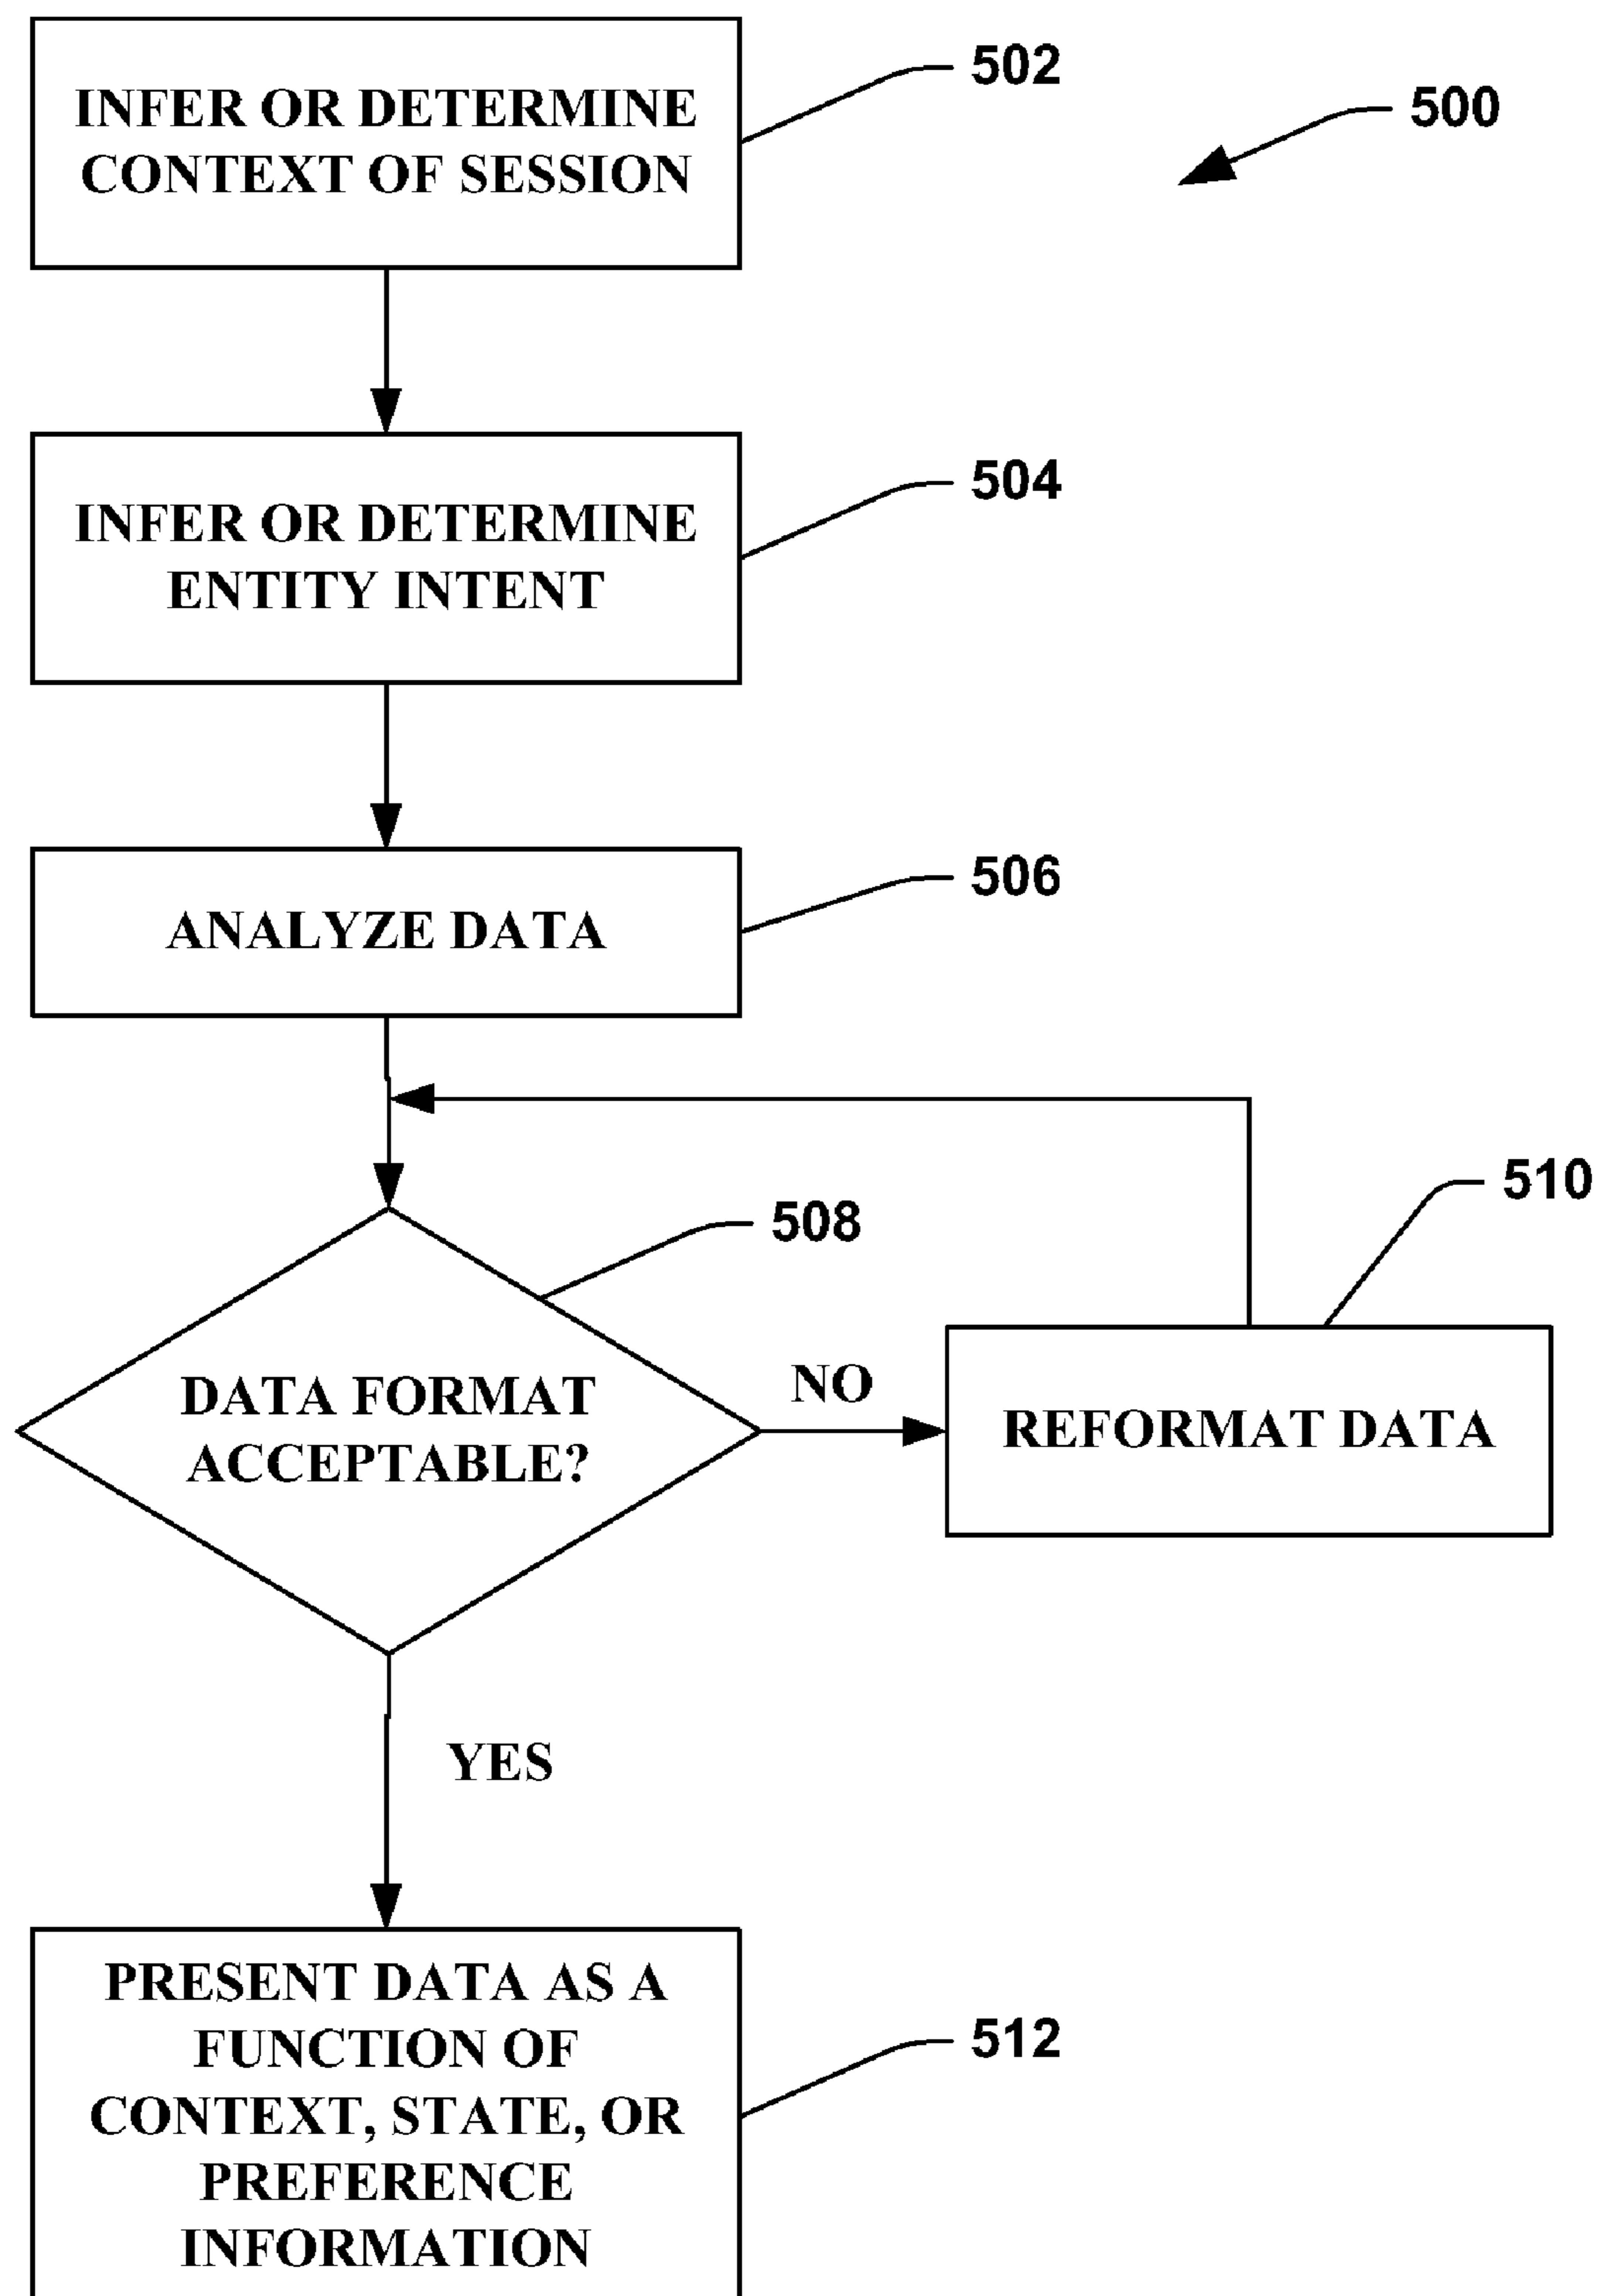 INFER OR DETERMINE
CONTEXT OF SESSION
502
500
INFER OR DETERMINE
ENTITY INTENT
504
ANALYZE DATA
506
508
510
DATA FORMAT
ACCEPTABLE?
NO
REFORMAT DATA
YES
PRESENT DATA AS A
FUNCTION OF
CONTEXT, STATE, OR
PREFERENCE
INFORMATION
512